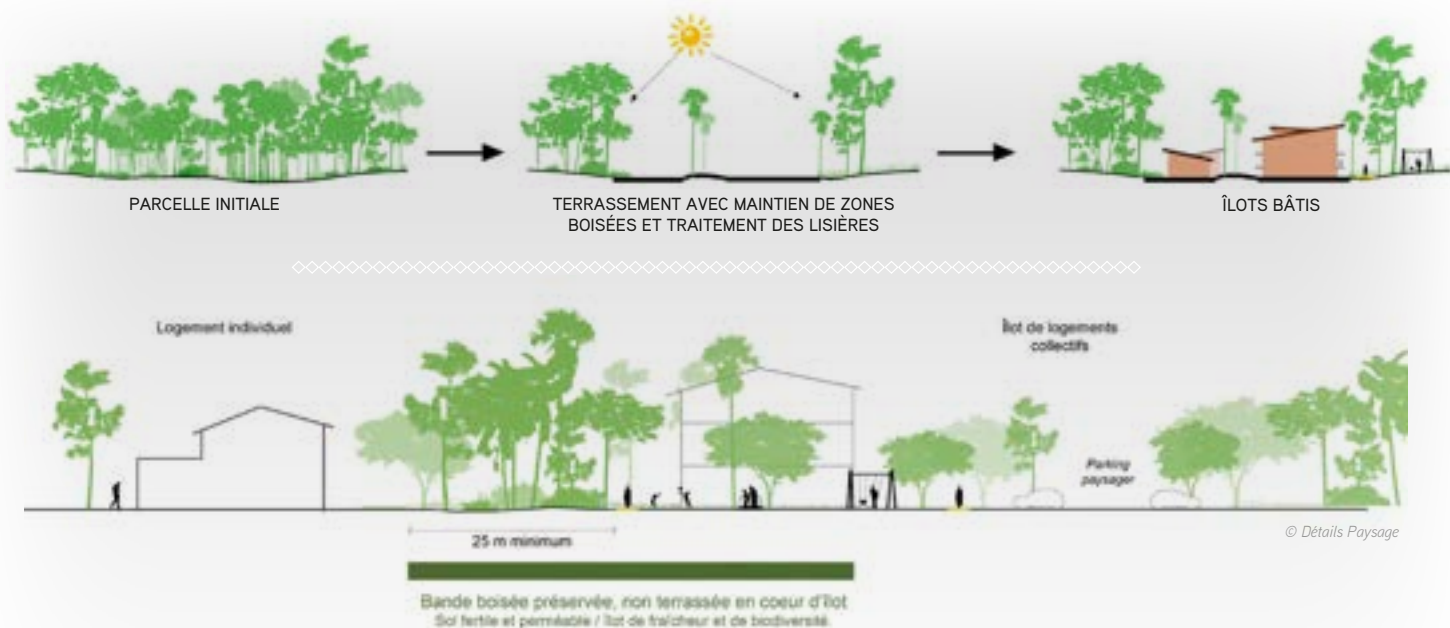 PARCELLE INITIALE
TERRASSEMENT AVEC MAINTIEN DE ZONES
BOISÉES ET TRAITEMENT DES LISIÈRES
ÎLOTS BÂTIS
Logement individuel
Îlot de logements
collectifs
Parking
paysager
© Détails Paysage
25 m minimum
Bande boisée préservée, non terrassée en coeur d'îlot
Sol fertile et perméable / îlot de fraîcheur et de biodiversité.